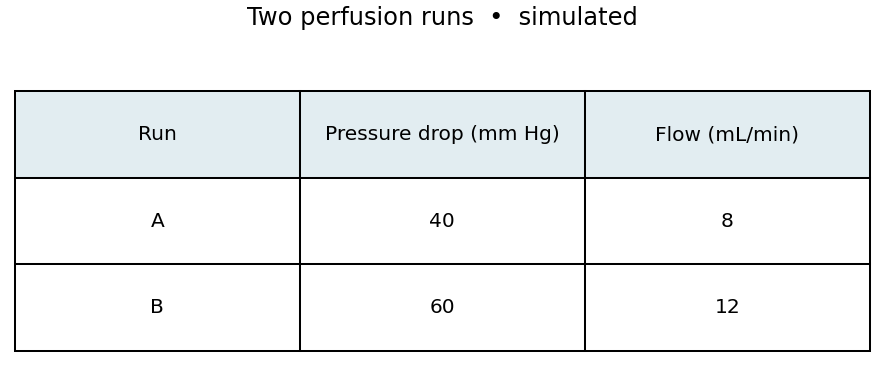 Two perfusion runs • simulated
Run Pressure drop (mm Hg) Flow (mL/min)
A 40 8
B 60 12